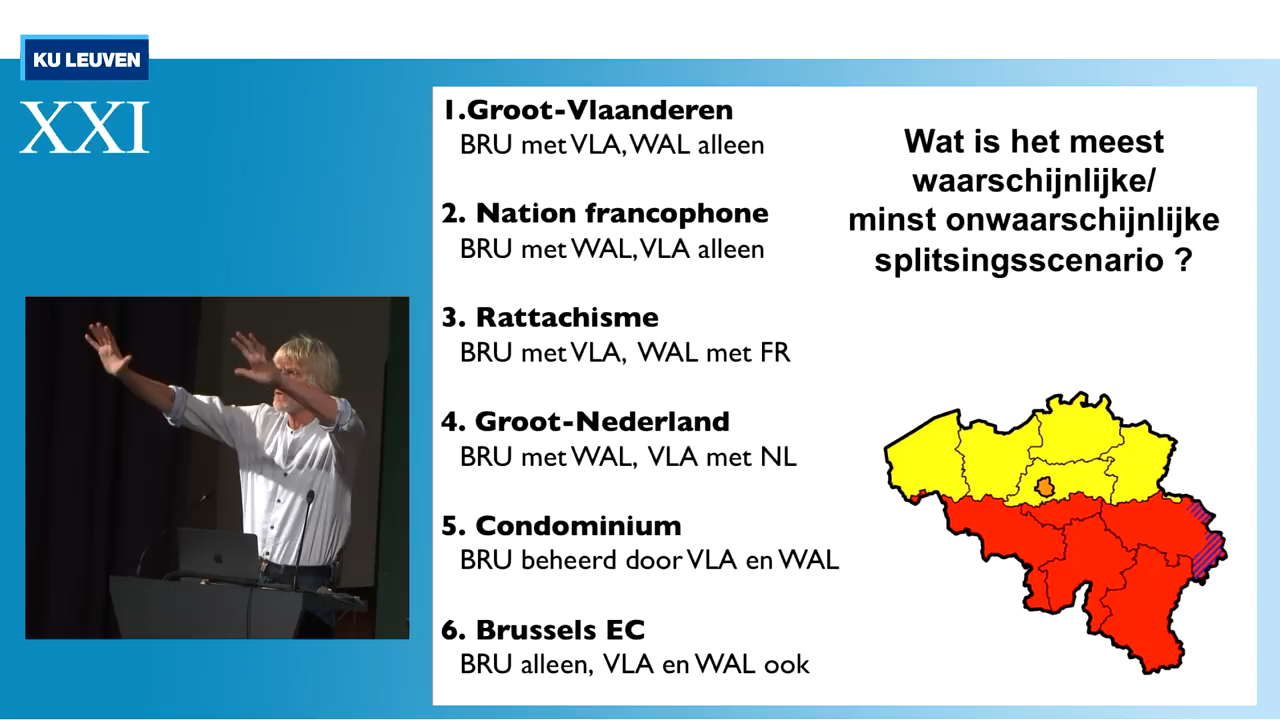 KU LEUVEN
XXI
1.Groot-Vlaanderen
BRU met VLA, WAL alleen
2. Nation francophone
BRU met WAL, VLA alleen
3. Rattachisme
BRU met VLA, WAL met FR
4. Groot-Nederland
BRU met WAL, VLA met NL
5. Condominium
BRU beheerd door VLA en WAL
6. Brussels EC
BRU alleen, VLA en WAL ook
Wat is het meest
waarschijnlijke/
minst onwaarschijnlijke
splitsingsscenario ?